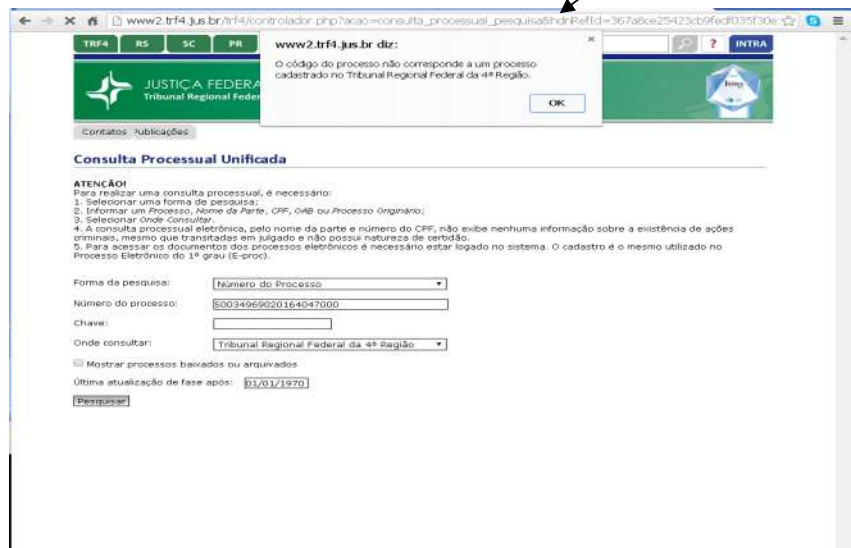 www2.trf4.jus.br/trf4/controlador.php?acao=consulta_processual_pesquisa&hdnRefId=367a6ce25423cb9fedf035f30e
TRF4 RS SC PR
? INTRA
www2.trf4.jus.br diz:
O código do processo não corresponde a um processo
cadastrado no Tribunal Regional Federal da 4ª Região.
OK
JUSTIÇA FEDERA
Tribunal Regional Feder
Contatos Publicações
Consulta Processual Unificada
ATENÇÃO!
Para realizar uma consulta processual, é necessário:
1. Selecionar uma forma de pesquisa;
2. Informar um Processo, Nome da Parte, CPF, OAB ou Processo Originário;
3. Selecionar Onde Consultar.
4. A consulta processual eletrônica, pelo nome da parte e número do CPF, não exibe nenhuma informação sobre a existência de ações
criminais, mesmo que transitadas em julgado e não possui natureza de certidão.
5. Para acessar os documentos dos processos eletrônicos é necessário estar logado no sistema. O cadastro é o mesmo utilizado no
Processo Eletrônico do 1º grau (E-proc).
Forma da pesquisa: Número do Processo
Número do processo: 50034969020164047000
Chave:
Onde consultar: Tribunal Regional Federal da 4ª Região
Mostrar processos baixados ou arquivados
Última atualização de fase após: 01/01/1970
Pesquisar